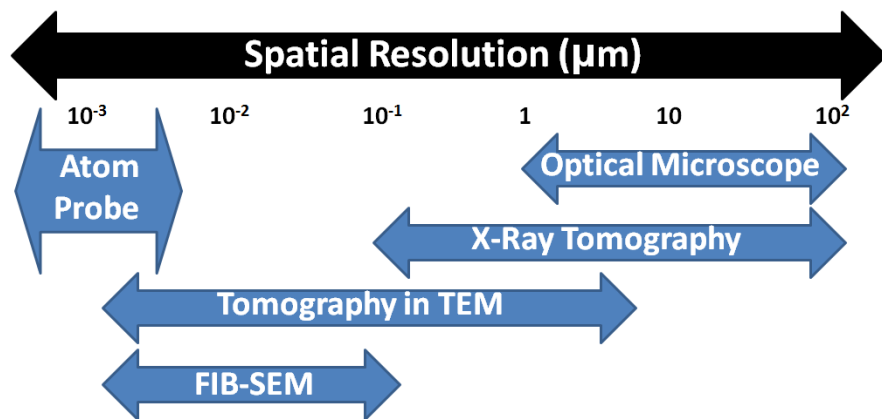 Spatial Resolution (μm)
10⁻³ 10⁻² 10⁻¹ 1 10 10²
Atom
Probe
Optical Microscope
X-Ray Tomography
Tomography in TEM
FIB-SEM